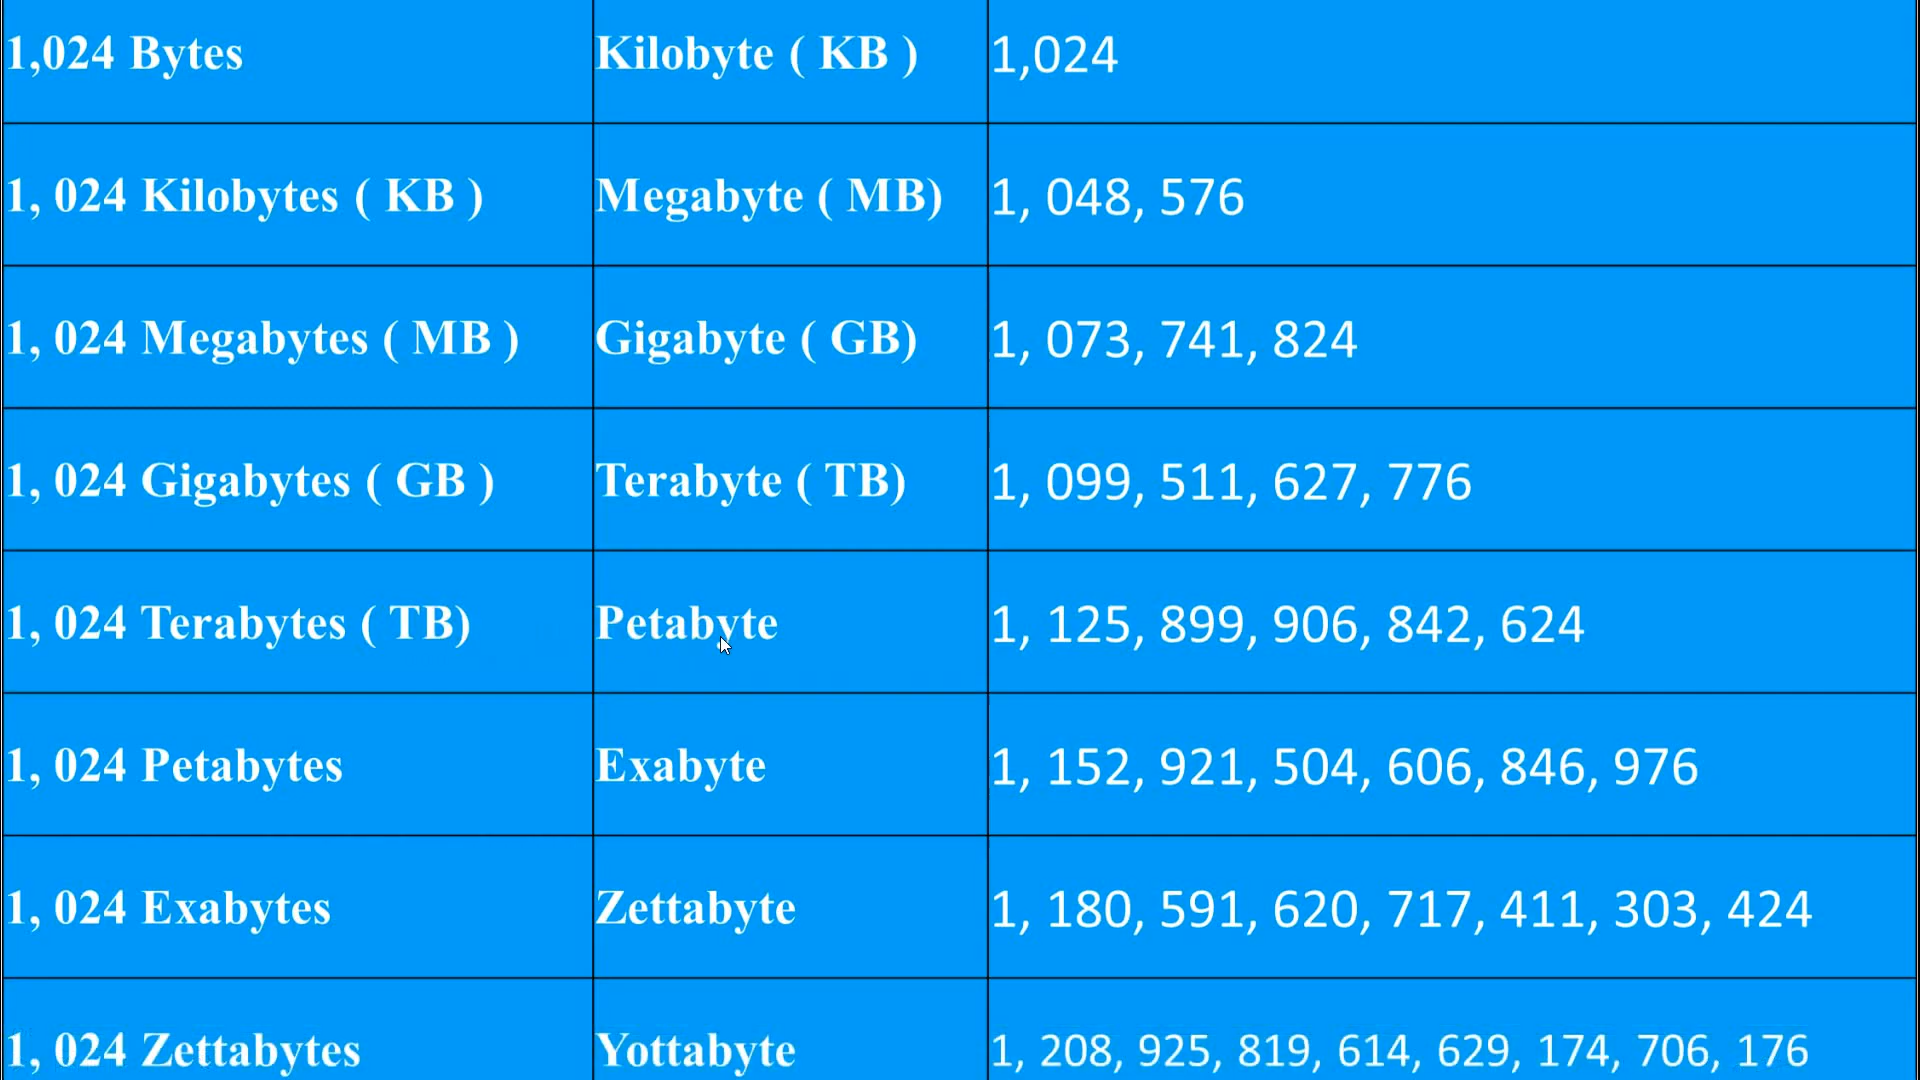 1,024 Bytes Kilobyte ( KB ) 1,024
1, 024 Kilobytes ( KB ) Megabyte ( MB) 1, 048, 576
1, 024 Megabytes ( MB ) Gigabyte ( GB) 1, 073, 741, 824
1, 024 Gigabytes ( GB ) Terabyte ( TB) 1, 099, 511, 627, 776
1, 024 Terabytes ( TB) Petabyte 1, 125, 899, 906, 842, 624
1, 024 Petabytes Exabyte 1, 152, 921, 504, 606, 846, 976
1, 024 Exabytes Zettabyte 1, 180, 591, 620, 717, 411, 303, 424
1, 024 Zettabytes Yottabyte 1, 208, 925, 819, 614, 629, 174, 706, 176